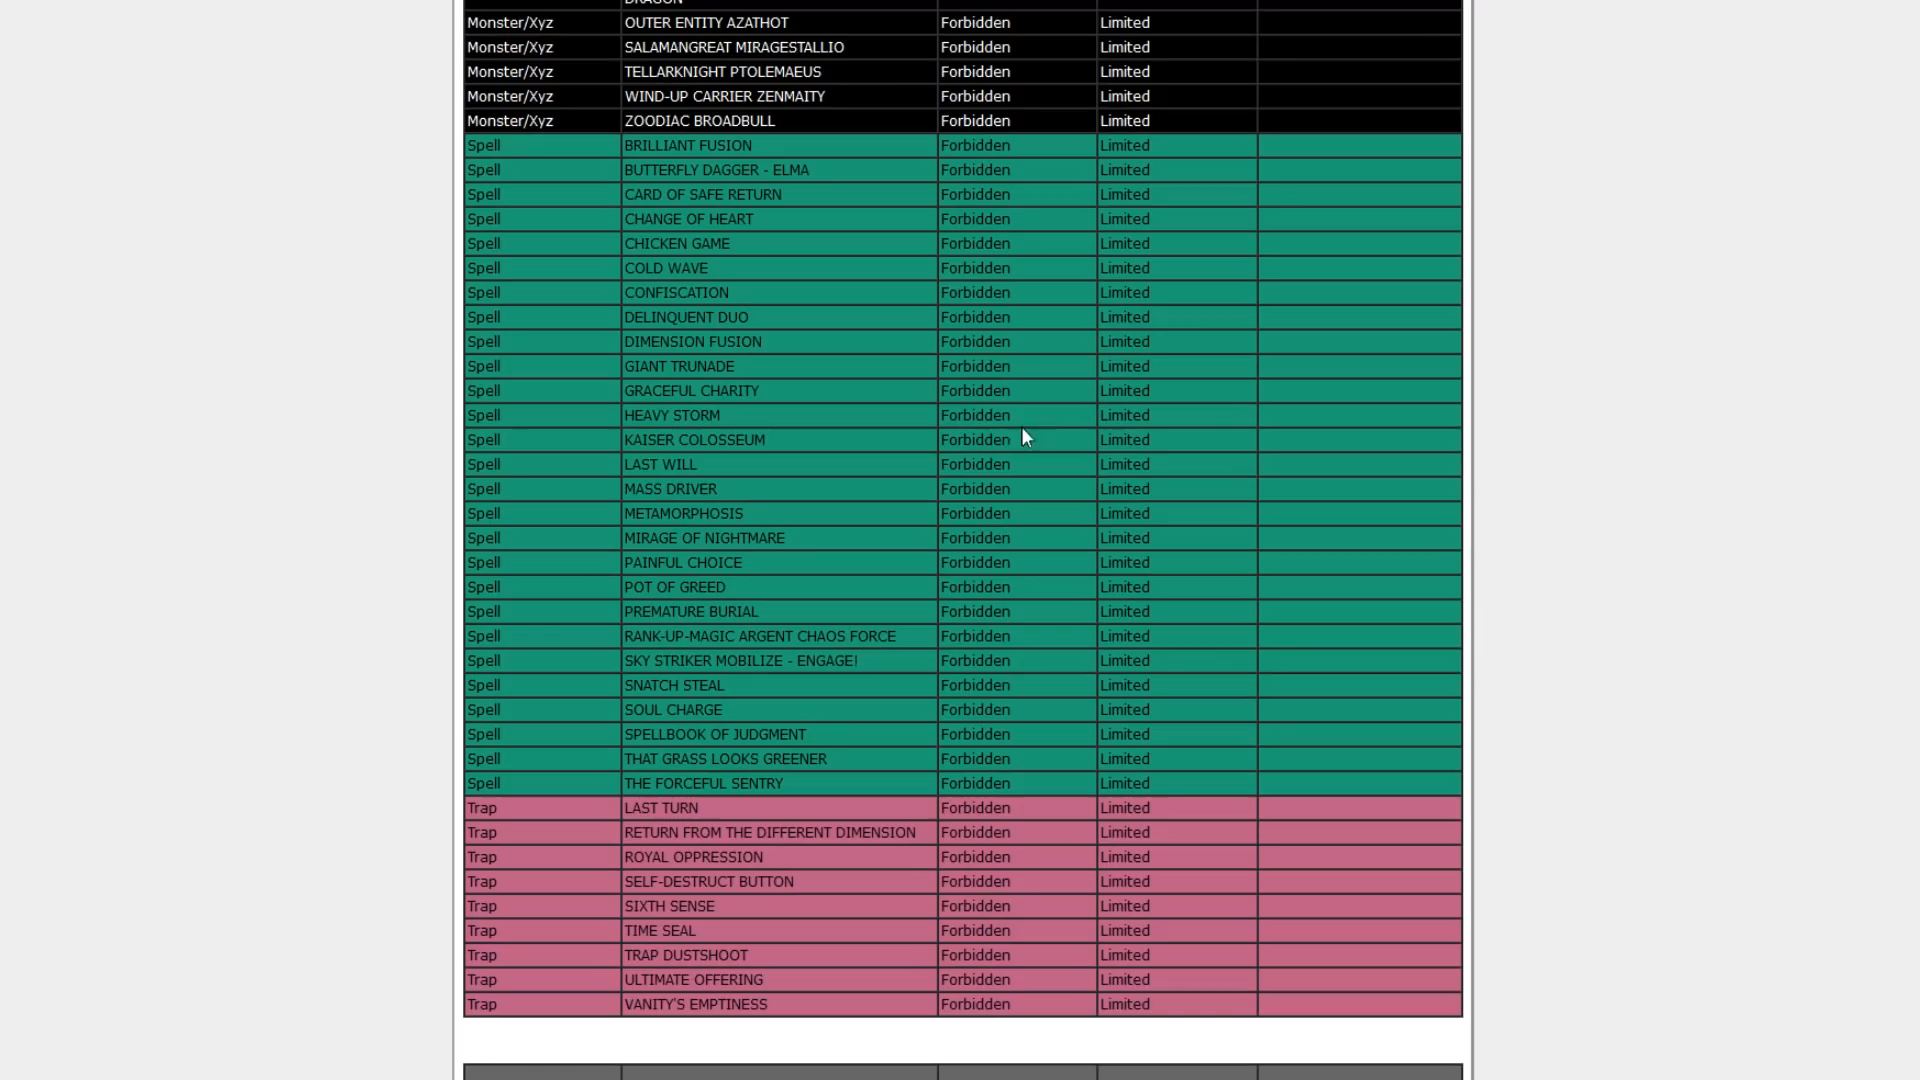 DRAGON
Monster/Xyz OUTER ENTITY AZATHOT Forbidden Limited
Monster/Xyz SALAMANGREAT MIRAGESTALLIO Forbidden Limited
Monster/Xyz TELLARKNIGHT PTOLEMAEUS Forbidden Limited
Monster/Xyz WIND-UP CARRIER ZENMAITY Forbidden Limited
Monster/Xyz ZOODIAC BROADBULL Forbidden Limited
Spell BRILLIANT FUSION Forbidden Limited
Spell BUTTERFLY DAGGER - ELMA Forbidden Limited
Spell CARD OF SAFE RETURN Forbidden Limited
Spell CHANGE OF HEART Forbidden Limited
Spell CHICKEN GAME Forbidden Limited
Spell COLD WAVE Forbidden Limited
Spell CONFISCATION Forbidden Limited
Spell DELINQUENT DUO Forbidden Limited
Spell DIMENSION FUSION Forbidden Limited
Spell GIANT TRUNADE Forbidden Limited
Spell GRACEFUL CHARITY Forbidden Limited
Spell HEAVY STORM Forbidden Limited
Spell KAISER COLOSSEUM Forbidden Limited
Spell LAST WILL Forbidden Limited
Spell MASS DRIVER Forbidden Limited
Spell METAMORPHOSIS Forbidden Limited
Spell MIRAGE OF NIGHTMARE Forbidden Limited
Spell PAINFUL CHOICE Forbidden Limited
Spell POT OF GREED Forbidden Limited
Spell PREMATURE BURIAL Forbidden Limited
Spell RANK-UP-MAGIC ARGENT CHAOS FORCE Forbidden Limited
Spell SKY STRIKER MOBILIZE - ENGAGE! Forbidden Limited
Spell SNATCH STEAL Forbidden Limited
Spell SOUL CHARGE Forbidden Limited
Spell SPELLBOOK OF JUDGMENT Forbidden Limited
Spell THAT GRASS LOOKS GREENER Forbidden Limited
Spell THE FORCEFUL SENTRY Forbidden Limited
Trap LAST TURN Forbidden Limited
Trap RETURN FROM THE DIFFERENT DIMENSION Forbidden Limited
Trap ROYAL OPPRESSION Forbidden Limited
Trap SELF-DESTRUCT BUTTON Forbidden Limited
Trap SIXTH SENSE Forbidden Limited
Trap TIME SEAL Forbidden Limited
Trap TRAP DUSTSHOOT Forbidden Limited
Trap ULTIMATE OFFERING Forbidden Limited
Trap VANITY'S EMPTINESS Forbidden Limited